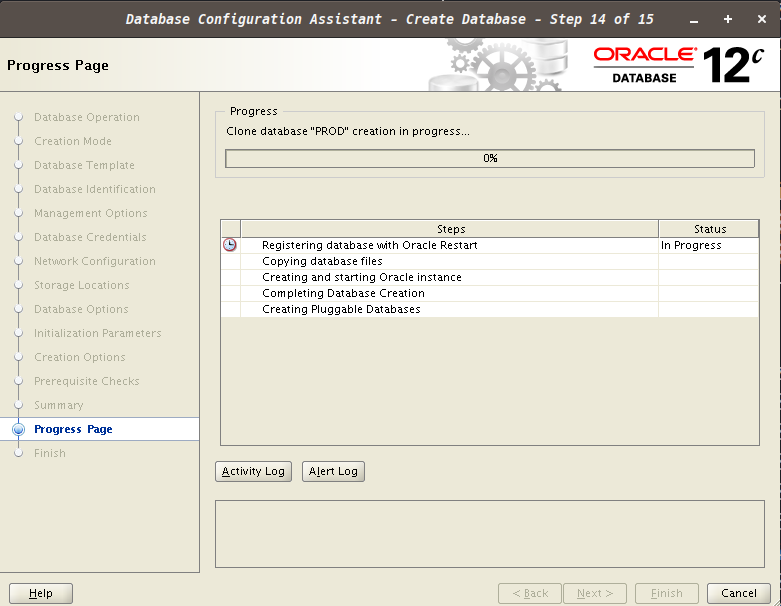 Database Configuration Assistant - Create Database - Step 14 of 15
Progress Page
ORACLE
DATABASE
12c
Database Operation
Creation Mode
Database Template
Database Identification
Management Options
Database Credentials
Network Configuration
Storage Locations
Database Options
Initialization Parameters
Creation Options
Prerequisite Checks
Summary
Progress Page
Finish
Progress
Clone database "PROD" creation in progress...
0%
Steps Status
Registering database with Oracle Restart In Progress
Copying database files
Creating and starting Oracle instance
Completing Database Creation
Creating Pluggable Databases
Activity Log Alert Log
Help < Back Next > Finish Cancel